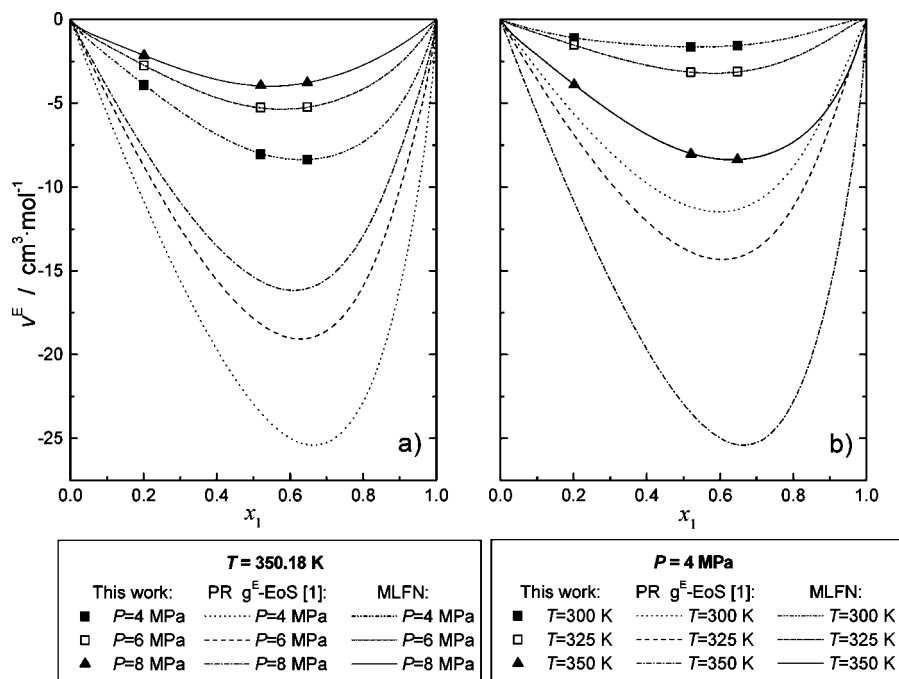 0
-5
-10
-15
-20
-25
v^E / cm^3·mol^-1
a)
b)
0.0 0.2 0.4 0.6 0.8 1.0
0.0 0.2 0.4 0.6 0.8 1.0
x_1
x_1
T = 350.18 K
This work: PR g^E-EoS [1]: MLFN:
P=4 MPa P=4 MPa P=4 MPa
P=6 MPa P=6 MPa P=6 MPa
P=8 MPa P=8 MPa P=8 MPa
P = 4 MPa
This work: PR g^E-EoS [1]: MLFN:
T=300 K T=300 K T=300 K
T=325 K T=325 K T=325 K
T=350 K T=350 K T=350 K